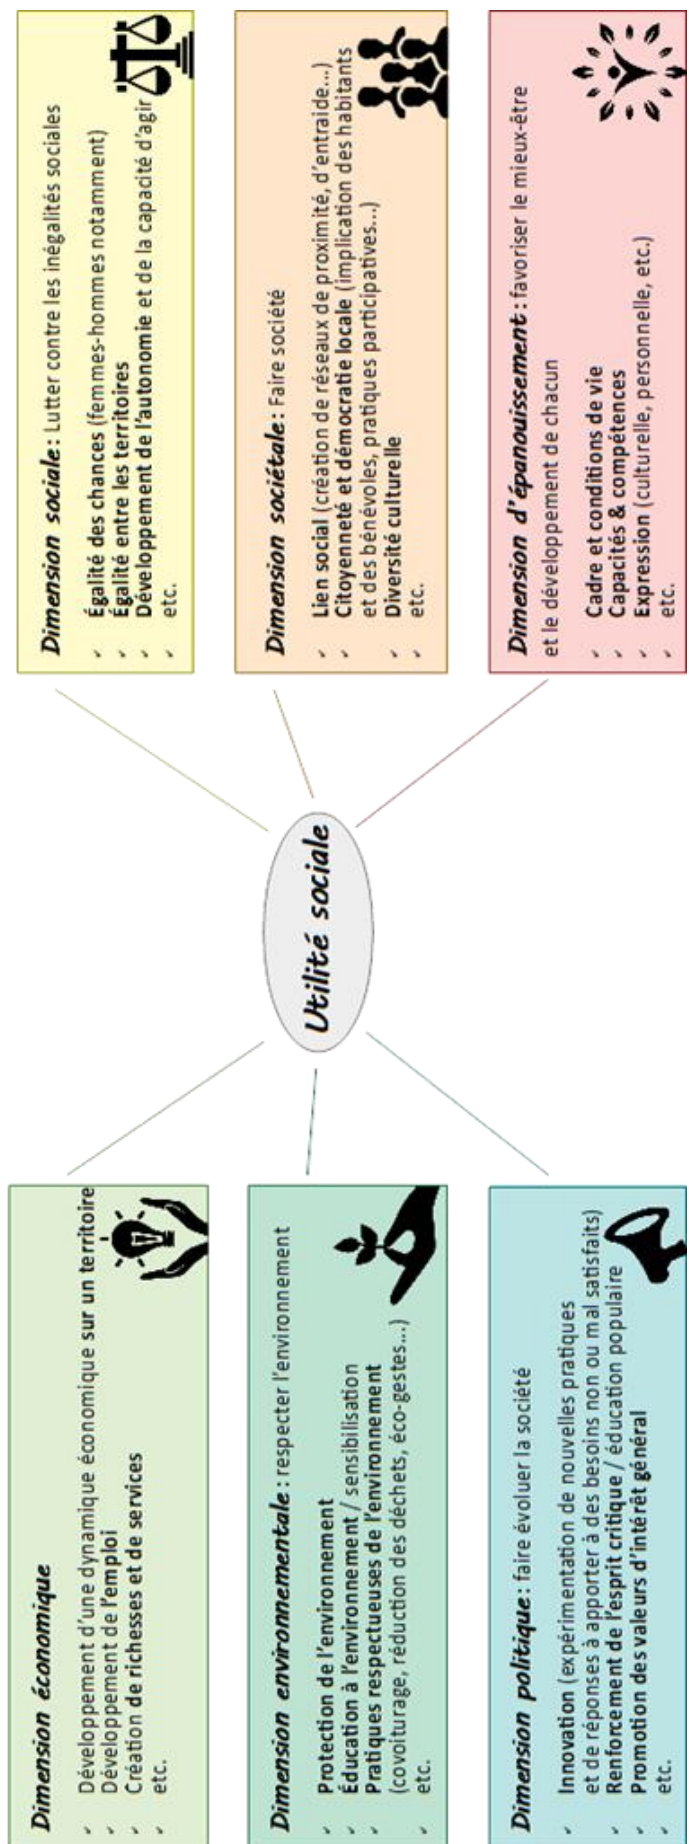 Dimension économique
✓ Développement d'une dynamique économique sur un territoire
✓ Développement de l'emploi
✓ Création de richesses et de services
✓ etc.
Dimension environnementale : respecter l'environnement
✓ Protection de l'environnement
✓ Éducation à l'environnement / sensibilisation
✓ Pratiques respectueuses de l'environnement
(covoiturage, réduction des déchets, éco-gestes...)
✓ etc.
Dimension politique : faire évoluer la société
✓ Innovation (expérimentation de nouvelles pratiques
et de réponses à apporter à des besoins non ou mal satisfaits)
✓ Renforcement de l'esprit critique / éducation populaire
✓ Promotion des valeurs d'intérêt général
✓ etc.
Utilité sociale
Dimension sociale : Lutter contre les inégalités sociales
✓ Égalité des chances (femmes-hommes notamment)
✓ Égalité entre les territoires
✓ Développement de l'autonomie et de la capacité d'agir
✓ etc.
Dimension sociétale : Faire société
✓ Lien social (création de réseaux de proximité, d'entraide...)
✓ Citoyenneté et démocratie locale (implication des habitants
et des bénévoles, pratiques participatives...)
✓ Diversité culturelle
✓ etc.
Dimension d'épanouissement : favoriser le mieux-être
et le développement de chacun
✓ Cadre et conditions de vie
✓ Capacités & compétences
✓ Expression (culturelle, personnelle, etc.)
✓ etc.